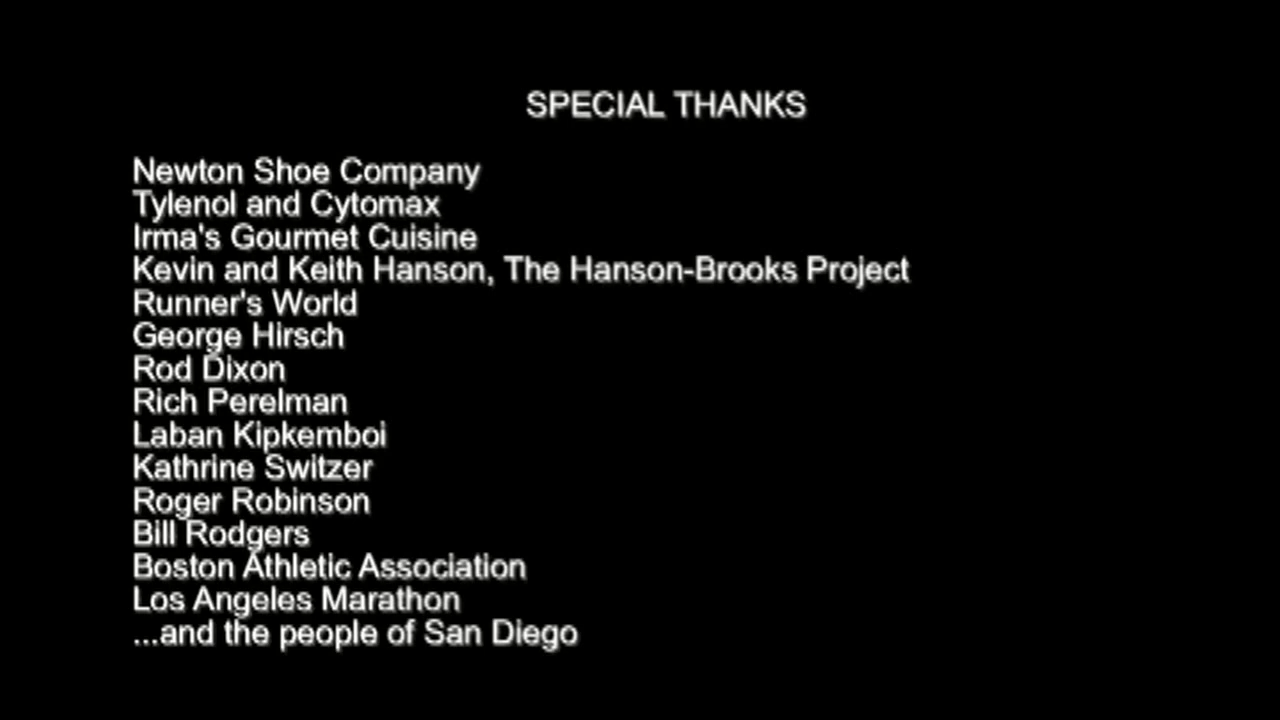 SPECIAL THANKS
Newton Shoe Company
Tylenol and Cytomax
Irma's Gourmet Cuisine
Kevin and Keith Hanson, The Hanson-Brooks Project
Runner's World
George Hirsch
Rod Dixon
Rich Perelman
Laban Kipkemboi
Kathrine Switzer
Roger Robinson
Bill Rodgers
Boston Athletic Association
Los Angeles Marathon
...and the people of San Diego